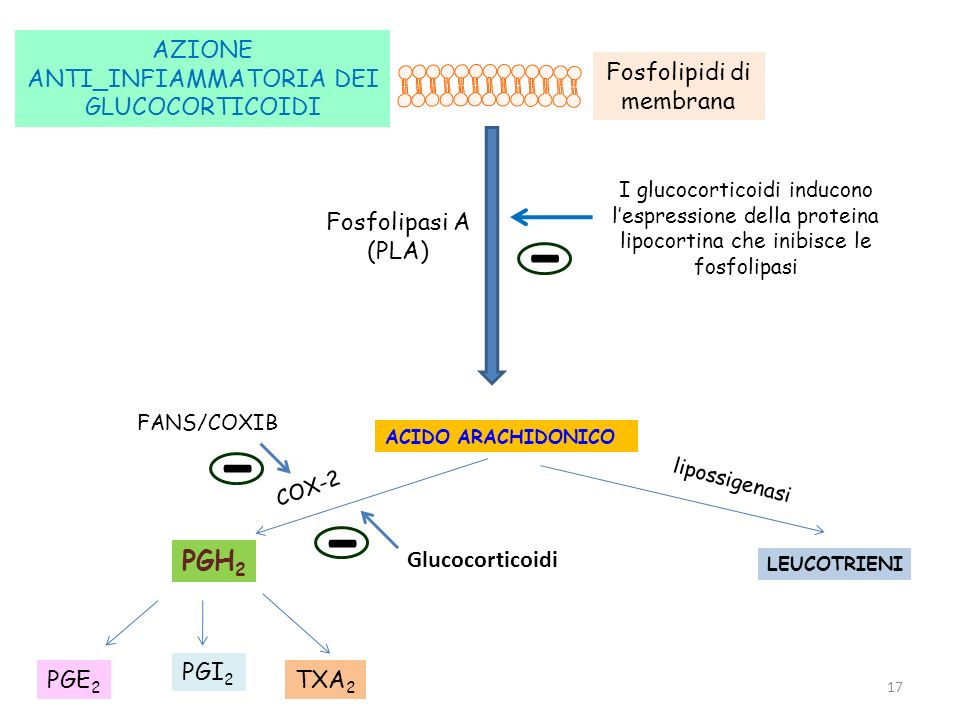 AZIONE
ANTI_INFIAMMATORIA DEI
GLUCOCORTICOIDI
Fosfolipidi di
membrana
I glucocorticoidi inducono
l’espressione della proteina
lipocortina che inibisce le
fosfolipasi
Fosfolipasi A
(PLA)
FANS/COXIB
ACIDO ARACHIDONICO
COX-2
lipossigenasi
Glucocorticoidi
PGH₂
LEUCOTRIENI
PGE₂
PGI₂
TXA₂
17